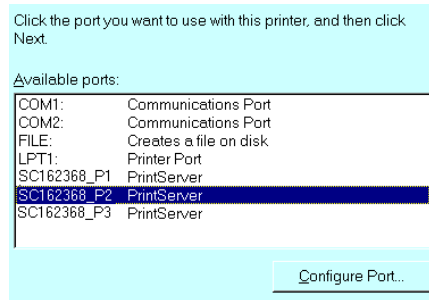 Click the port you want to use with this printer, and then click
Next.
Available ports:
COM1: Communications Port
COM2: Communications Port
FILE: Creates a file on disk
LPT1: Printer Port
SC162368_P1 PrintServer
SC162368_P2 PrintServer
SC162368_P3 PrintServer
Configure Port...